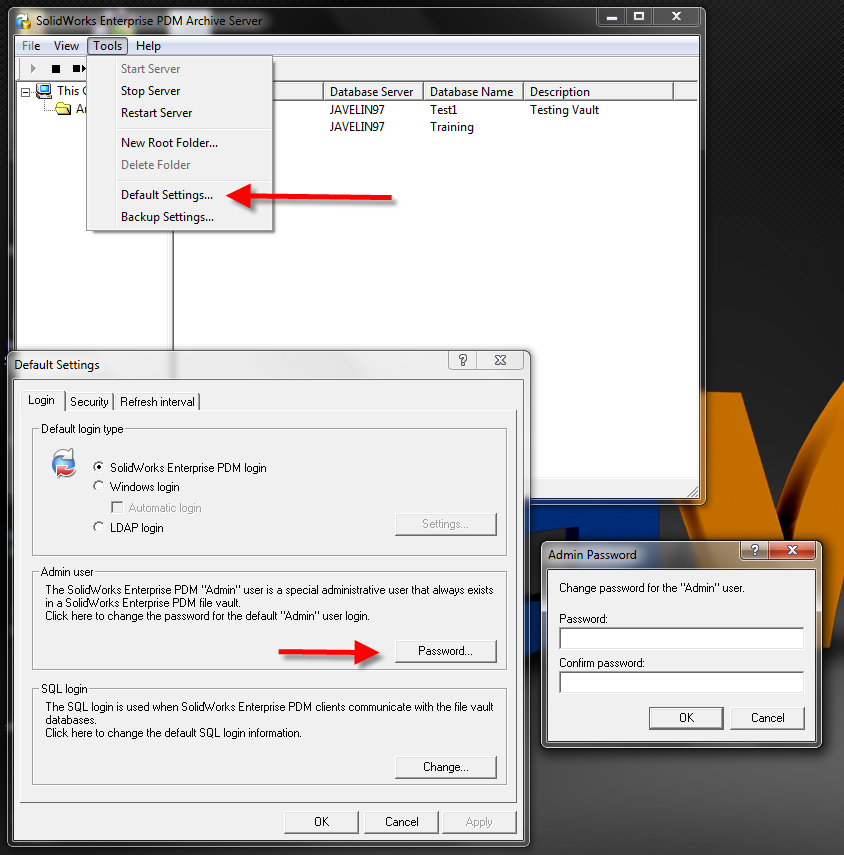 SolidWorks Enterprise PDM Archive Server
File View Tools Help
Start Server
Stop Server
Restart Server
New Root Folder...
Delete Folder
Default Settings...
Backup Settings...
This
Database Server Database Name Description
JAVELIN97 Test1 Testing Vault
JAVELIN97 Training
Default Settings
Login Security Refresh interval
Default login type
SolidWorks Enterprise PDM login
Windows login
Automatic login
LDAP login
Settings...
Admin user
The SolidWorks Enterprise PDM "Admin" user is a special administrative user that always exists
in a SolidWorks Enterprise PDM file vault.
Click here to change the password for the default "Admin" user login.
Password...
SQL login
The SQL login is used when SolidWorks Enterprise PDM clients communicate with the file vault
databases.
Click here to change the default SQL login information.
Change...
OK Cancel Apply
Admin Password
Change password for the "Admin" user.
Password:
Confirm password:
OK Cancel